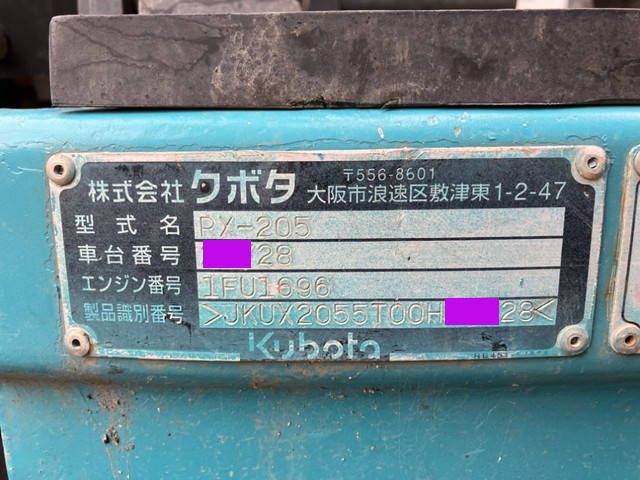 〒556-8601
株式会社 クボタ 大阪市浪速区敷津東1-2-47
型式名 RX-205
車台番号 28
エンジン番号 1FU1696
製品識別番号 >JKUX2055T00H 28<
Kubota